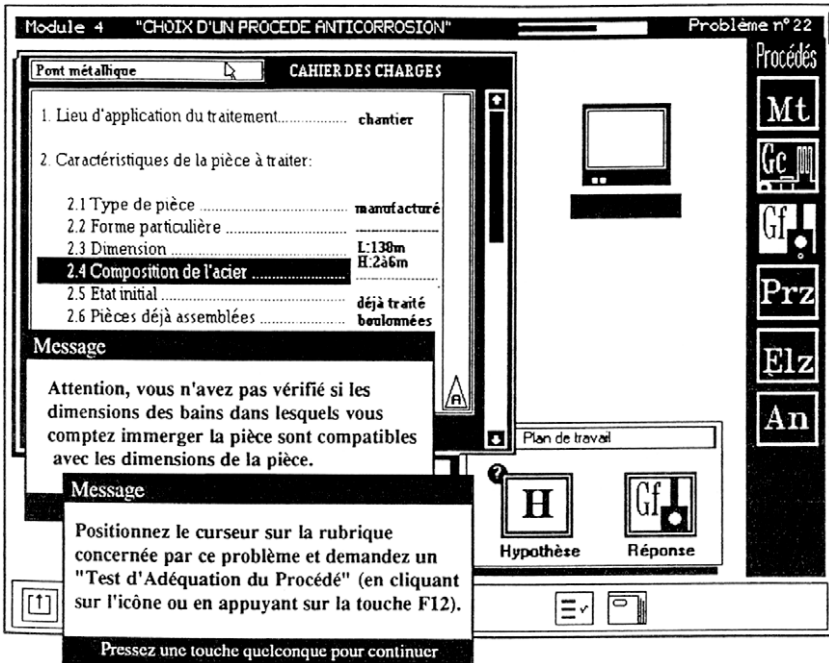 Module 4 "CHOIX D'UN PROCEDE ANTICORROSION" Problème n°22
Pont métallique CAHIER DES CHARGES
1. Lieu d'application du traitement................. chantier
2. Caractéristiques de la pièce à traiter:
2.1 Type de pièce ........................................ manufacturé
2.2 Forme particulière ..................................
2.3 Dimension ............................................. L:138m
H:2à6m
2.4 Composition de l'acier ........................
2.5 Etat initial .............................................. déjà traité
2.6 Pièces déjà assemblées ........................ boulonnées
A
Procédés
Mt
Gc
Gf
Prz
Elz
An
Message
Attention, vous n'avez pas vérifié si les
dimensions des bains dans lesquels vous
comptez immerger la pièce sont compatibles
avec les dimensions de la pièce.
Plan de travail
?
H
Gf
Hypothèse Réponse
Message
Positionnez le curseur sur la rubrique
concernée par ce problème et demandez un
"Test d'Adéquation du Procédé" (en cliquant
sur l'icône ou en appuyant sur la touche F12).
Pressez une touche quelconque pour continuer